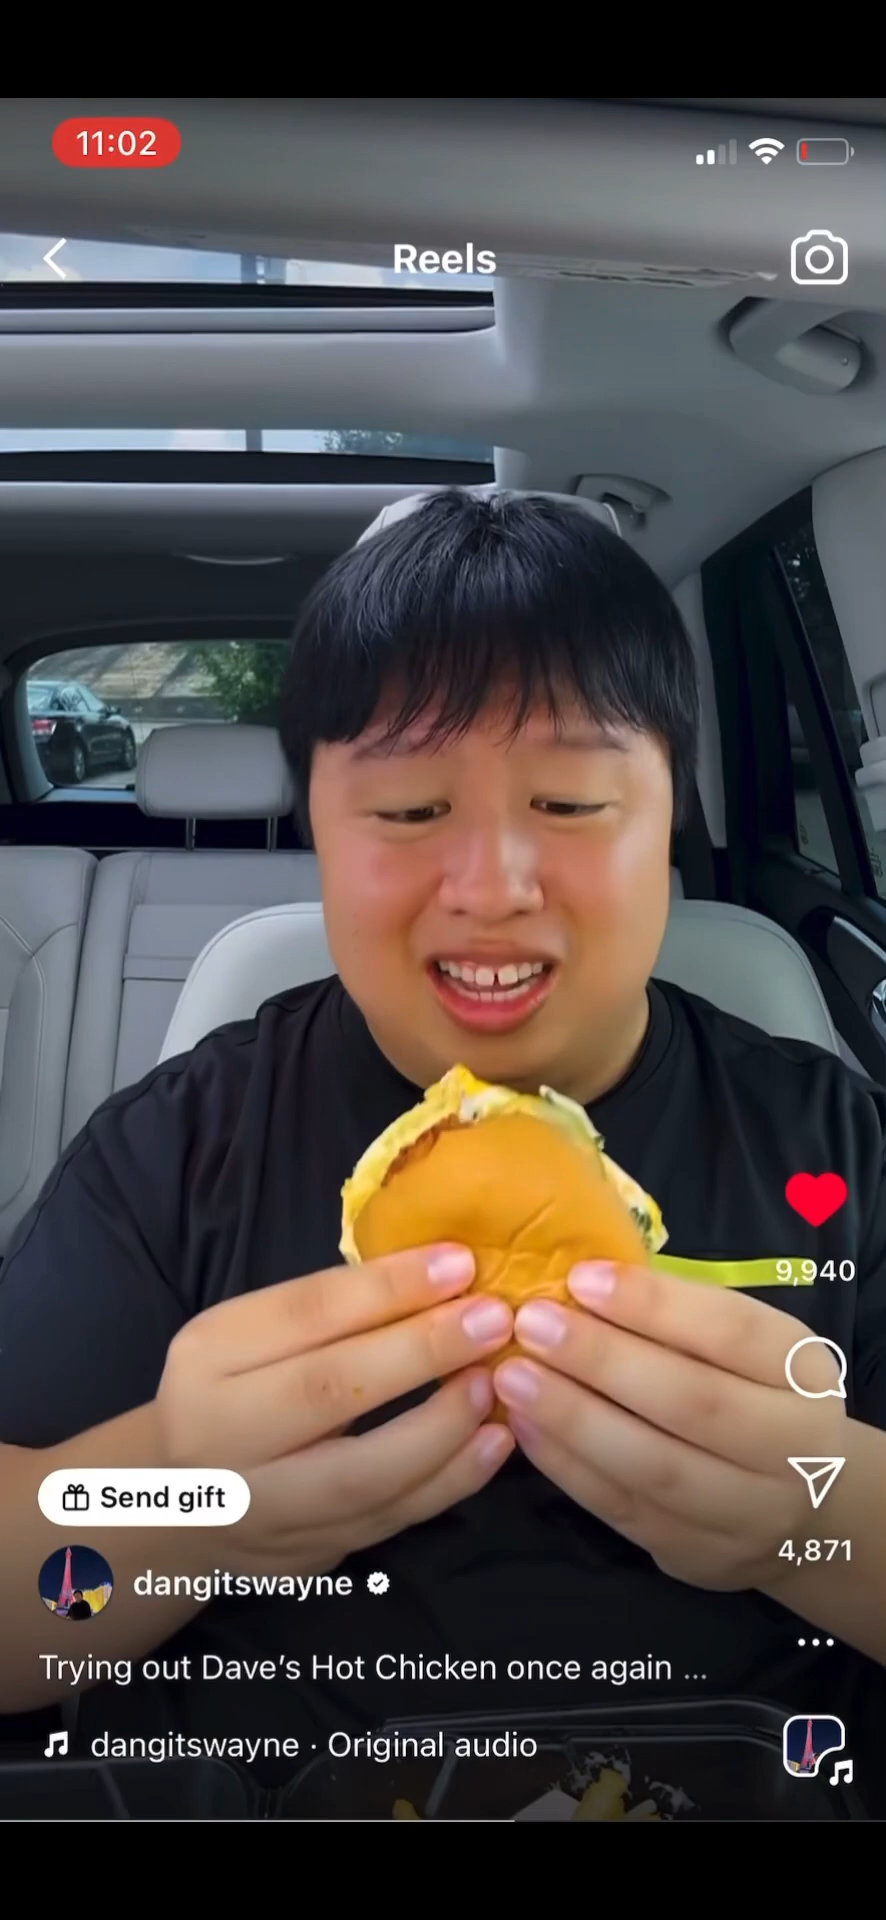 11:02
Reels
9,940
Send gift
4,871
dangitswayne
Trying out Dave's Hot Chicken once again ...
dangitswayne · Original audio